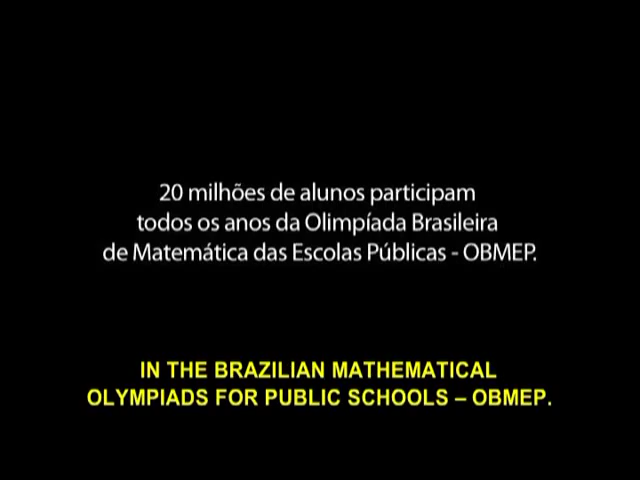 20 milhões de alunos participam
todos os anos da Olimpíada Brasileira
de Matemática das Escolas Públicas - OBMEP.
IN THE BRAZILIAN MATHEMATICAL
OLYMPIADS FOR PUBLIC SCHOOLS – OBMEP.